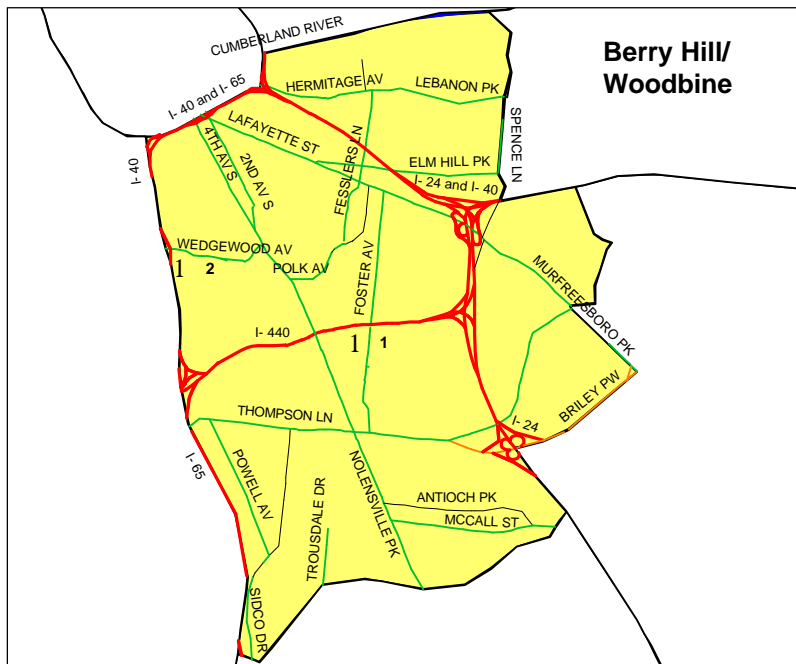 CUMBERLAND RIVER
Berry Hill/
Woodbine
I- 40 and I- 65
HERMITAGE AV
LEBANON PK
LAFAYETTE ST
FESSLERS LN
SPENCE LN
4TH AV S
2ND AV S
ELM HILL PK
I- 40
I- 24 and I- 40
WEDGEWOOD AV
1 2
POLK AV
FOSTER AV
MURFREESBORO PK
I- 440
1 1
BRILEY PW
THOMPSON LN
I- 24
I- 65
POWELL AV
NOLENSVILLE PK
TROUSDALE DR
ANTIOCH PK
MCCALL ST
SIDCO DR